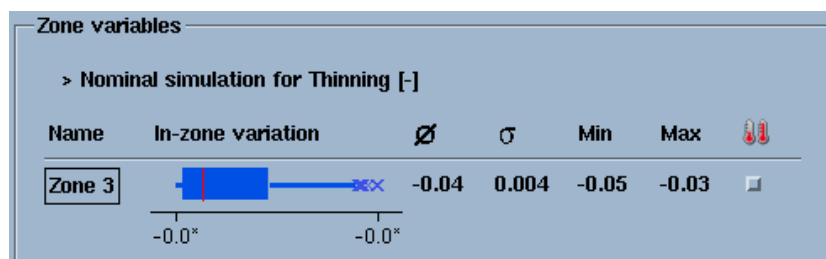 Zone variables
> Nominal simulation for Thinning [-]
Name In-zone variation Ø σ Min Max
Zone 3 -0.04 0.004 -0.05 -0.03
-0.0* -0.0*